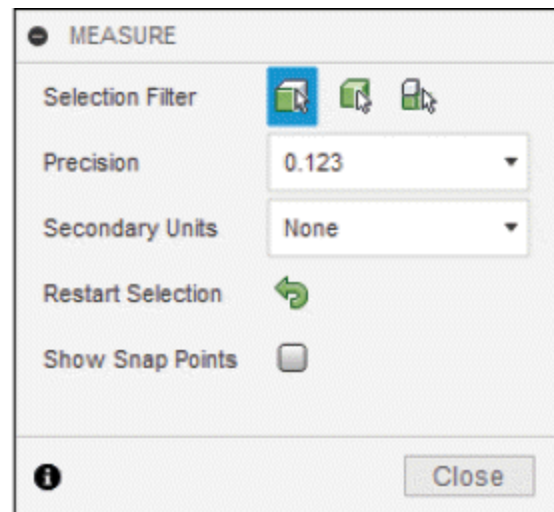 MEASURE
Selection Filter
Precision 0.123
Secondary Units None
Restart Selection
Show Snap Points
Close